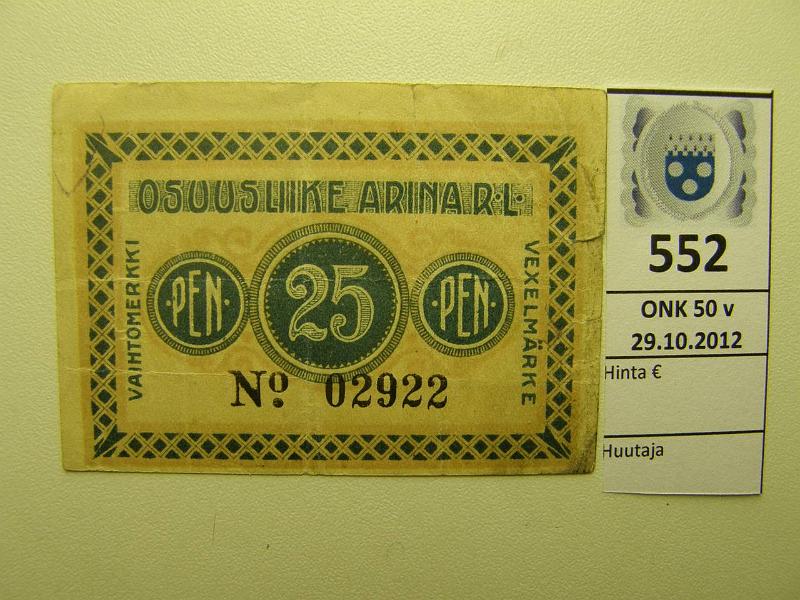 OSUUSLIIKE ARINA R.L.
VAIHTOMERKKI
·PEN·
25
·PEN·
VEXELMÄRKE
Nº 02922
552
ONK 50 v
29.10.2012
Hinta €
Huutaja